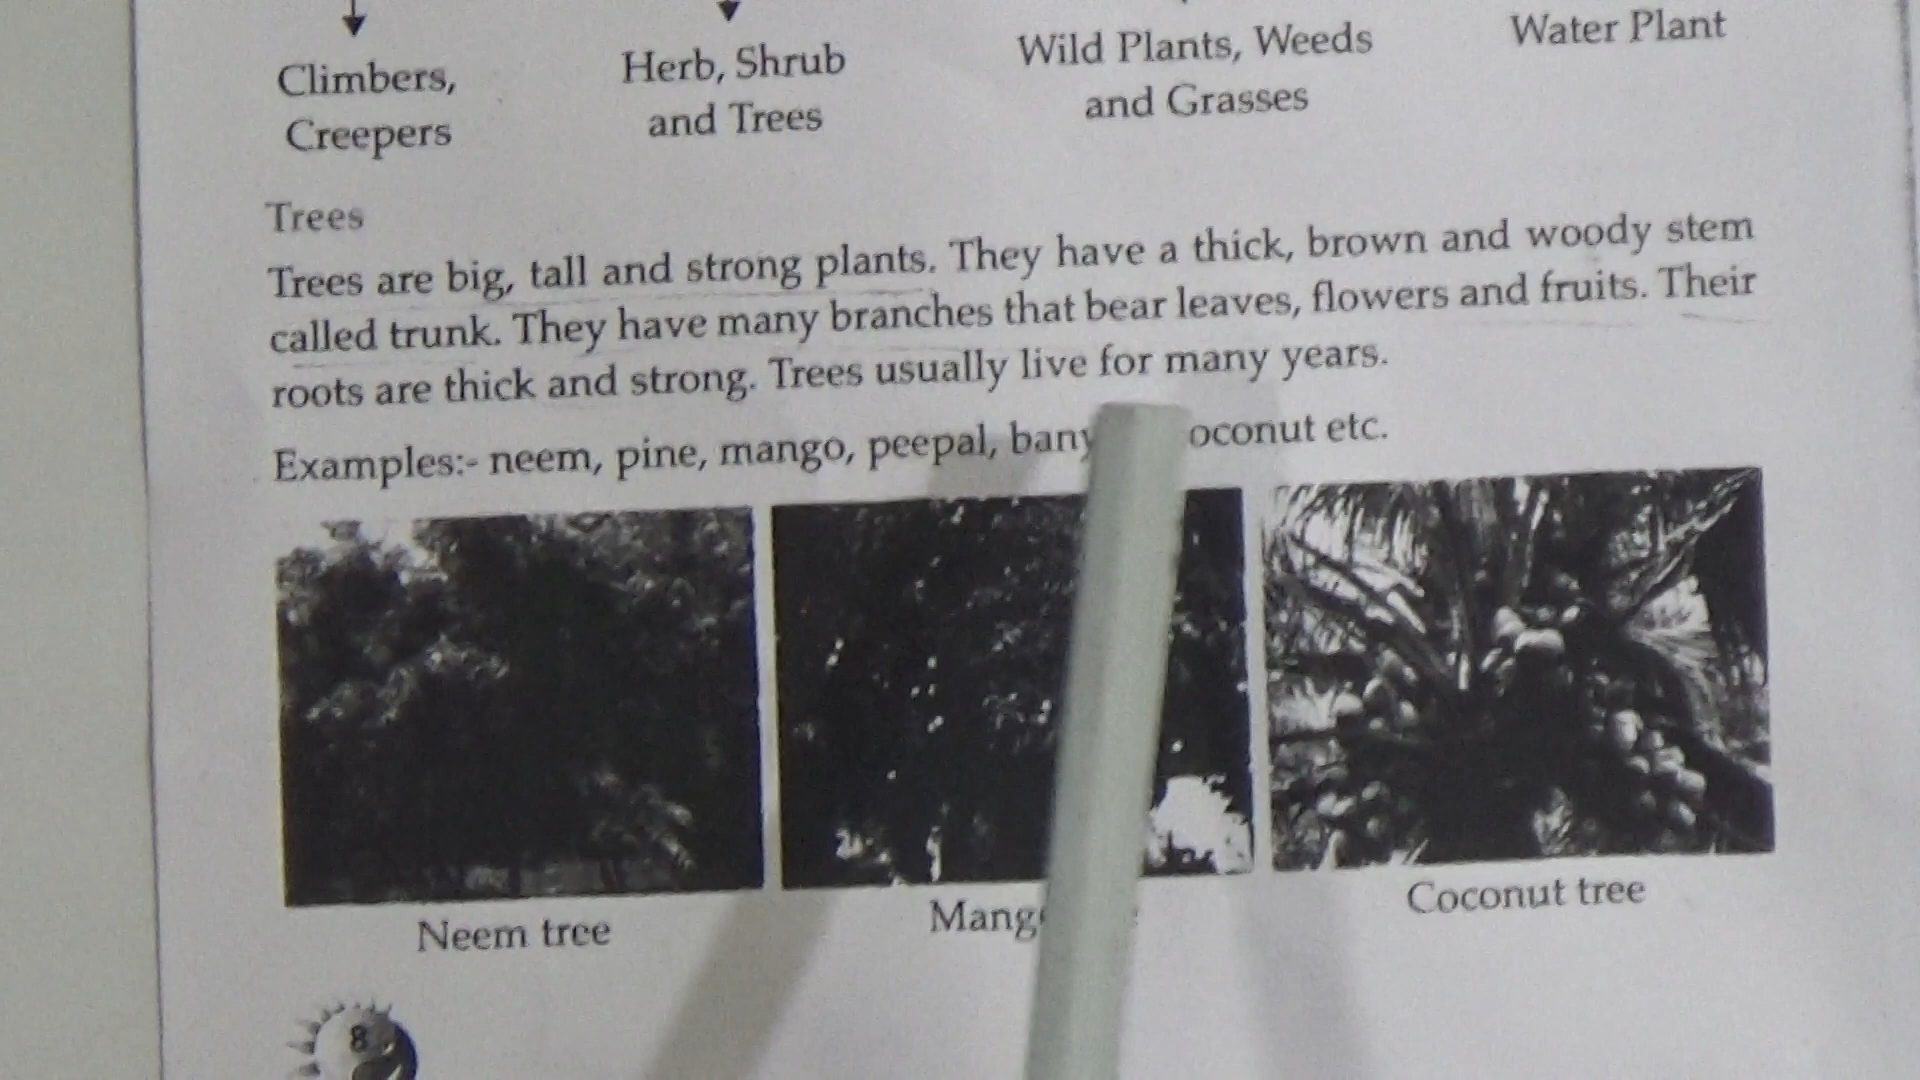 Climbers,
Creepers
Herb, Shrub
and Trees
Wild Plants, Weeds
and Grasses
Water Plant
Trees
Trees are big, tall and strong plants. They have a thick, brown and woody stem
called trunk. They have many branches that bear leaves, flowers and fruits. Their
roots are thick and strong. Trees usually live for many years.
Examples:- neem, pine, mango, peepal, etc.
Neem tree
Coconut tree
8